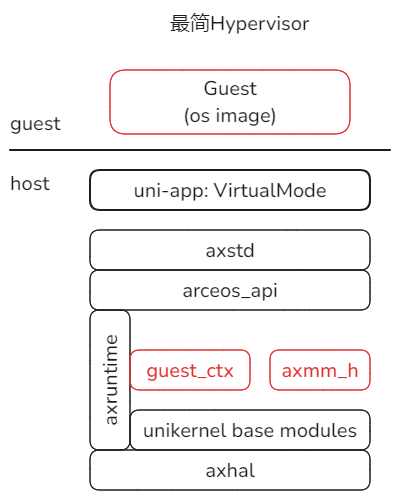 最简Hypervisor
Guest
(os image)
guest
host
uni-app: VirtualMode
axstd
arceos_api
axruntime
guest_ctx
axmm_h
unikernel base modules
axhal